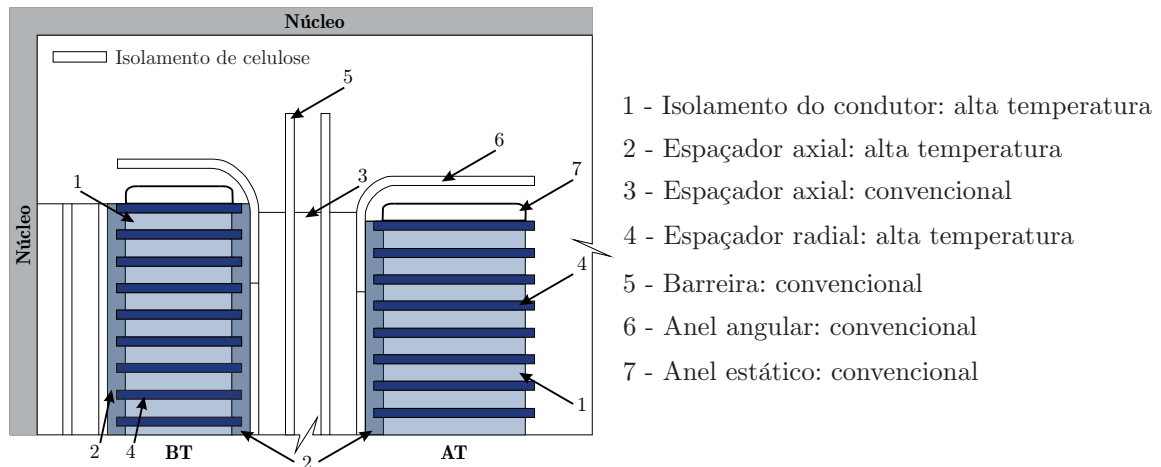 Núcleo
Isolamento de celulose
5
6
1
3
7
Núcleo
4
1
2
4
BT
2
AT
1 - Isolamento do condutor: alta temperatura
2 - Espaçador axial: alta temperatura
3 - Espaçador axial: convencional
4 - Espaçador radial: alta temperatura
5 - Barreira: convencional
6 - Anel angular: convencional
7 - Anel estático: convencional